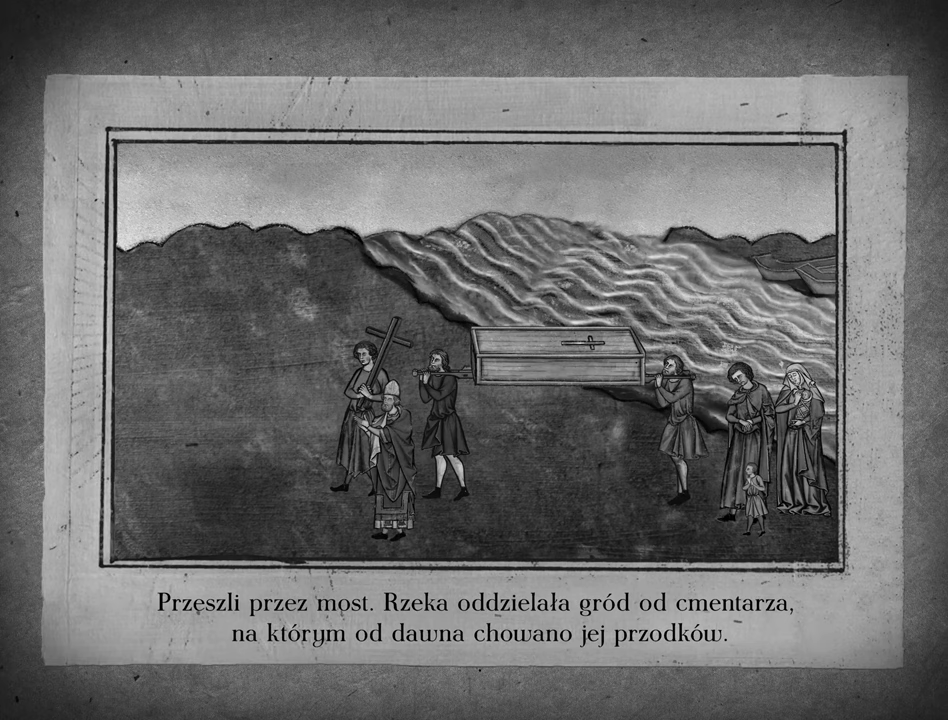 Przeszli przez most. Rzeka oddzielała gród od cmentarza,
na którym od dawna chowano jej przodków.